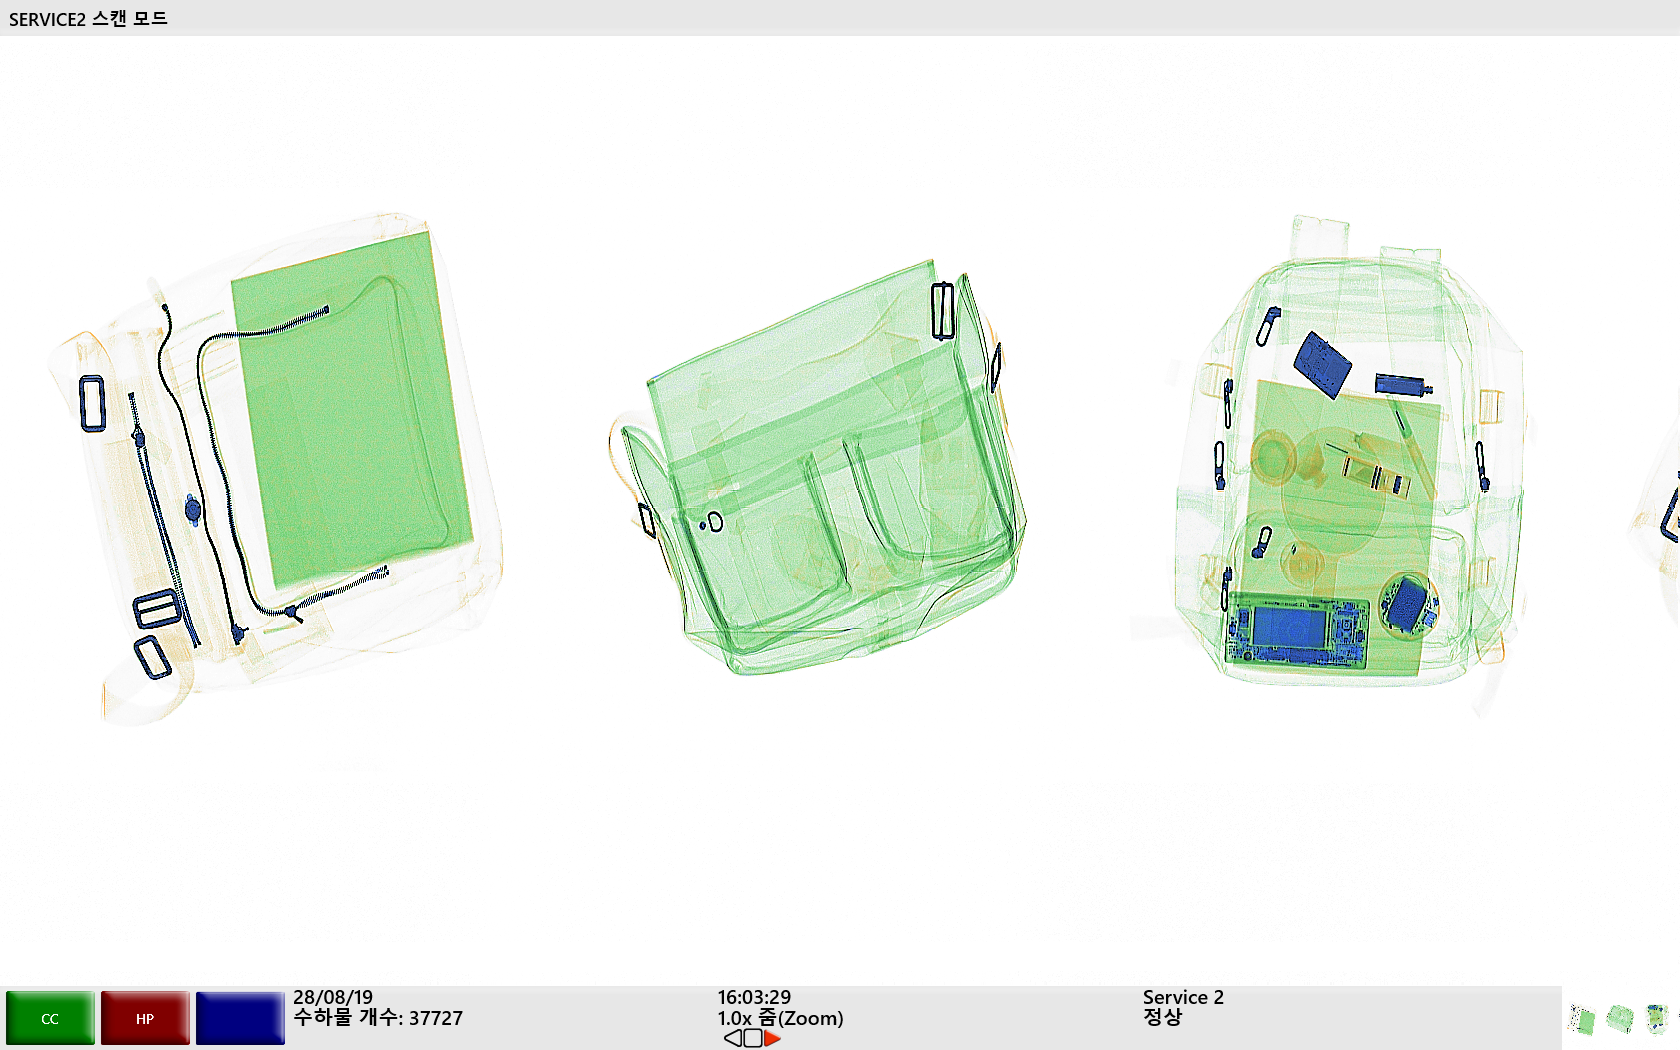 SERVICE2 스캔 모드
CC
HP
28/08/19
수하물 개수: 37727
16:03:29
1.0x 줌(Zoom)
Service 2
정상